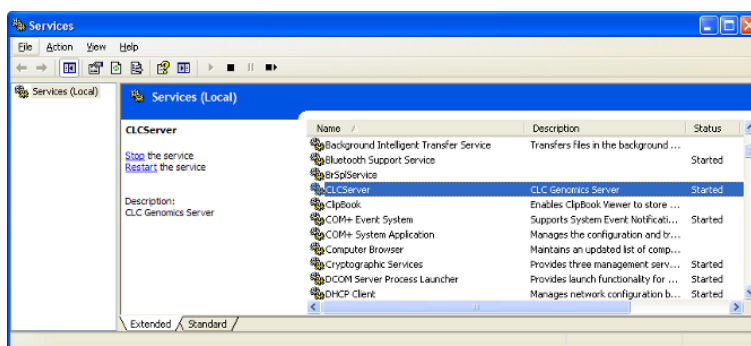 Services
File Action View Help
Services (Local)
Services (Local)
CLCServer
Stop the service
Restart the service
Description:
CLC Genomics Server
Name Description Status
Background Intelligent Transfer Service Transfers files in the background ...
Bluetooth Support Service Started
BrSplService
CLCServer CLC Genomics Server Started
ClipBook Enables ClipBook Viewer to store ...
COM+ Event System Supports System Event Notificati... Started
COM+ System Application Manages the configuration and tr...
Computer Browser Maintains an updated list of comp...
Cryptographic Services Provides three management serv... Started
DCOM Server Process Launcher Provides launch functionality for ... Started
DHCP Client Manages network configuration b... Started
Extended Standard